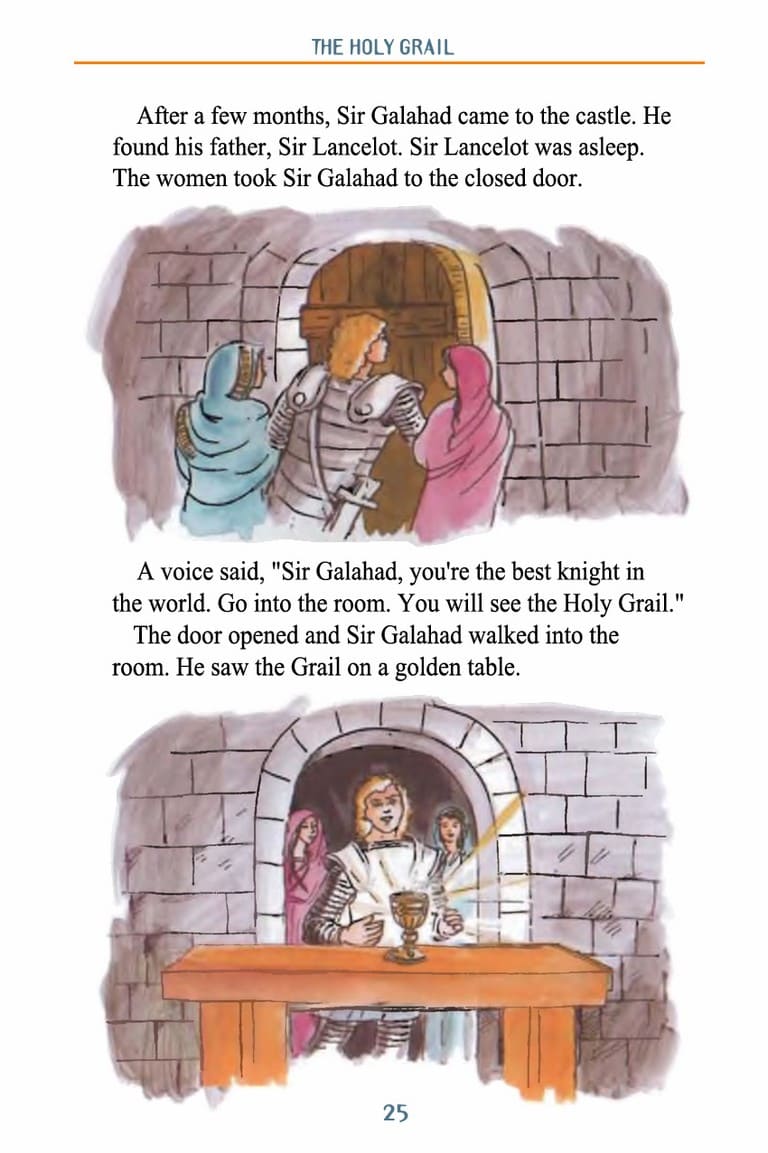 THE HOLY GRAIL
After a few months, Sir Galahad came to the castle. He
found his father, Sir Lancelot. Sir Lancelot was asleep.
The women took Sir Galahad to the closed door.
A voice said, "Sir Galahad, you're the best knight in
the world. Go into the room. You will see the Holy Grail."
The door opened and Sir Galahad walked into the
room. He saw the Grail on a golden table.
25